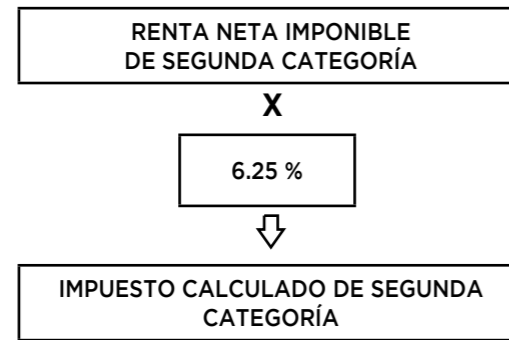 RENTA NETA IMPONIBLE
DE SEGUNDA CATEGORÍA
X
6.25 %
IMPUESTO CALCULADO DE SEGUNDA
CATEGORÍA